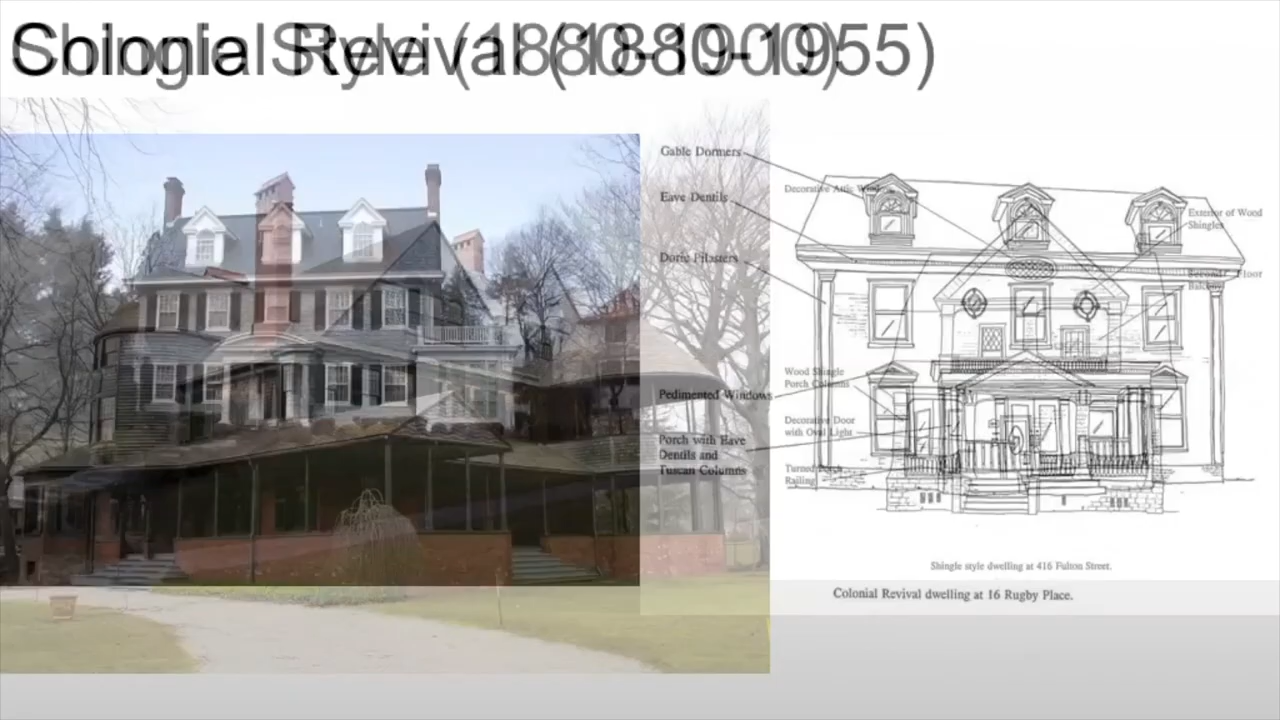 Shingle Style (1880-1900)
Colonial Revival (1880-1955)
Gable Dormers
Decorative Attic Wind
Eave Dentils
Exterior of Wood
Shingles
Doric Pilasters
Second Floor
Balcony
Wood Shingle
Porch Columns
Pedimented Windows
Decorative Door
with Oval Light
Porch with Eave
Dentils and
Tuscan Columns
Turned Porch
Railing
Shingle style dwelling at 416 Fulton Street.
Colonial Revival dwelling at 16 Rugby Place.